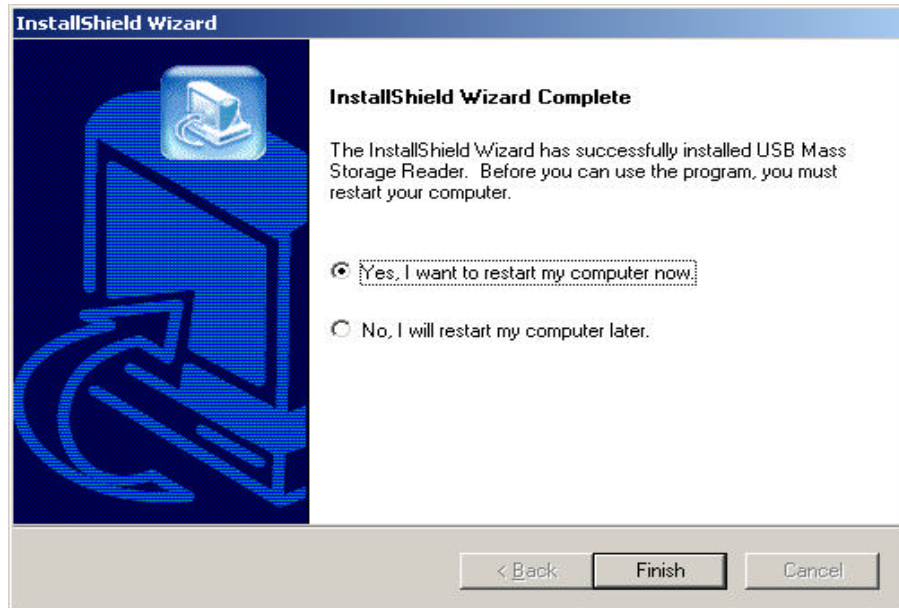 InstallShield Wizard
InstallShield Wizard Complete
The InstallShield Wizard has successfully installed USB Mass
Storage Reader.  Before you can use the program, you must
restart your computer.
Yes, I want to restart my computer now.
No, I will restart my computer later.
< Back
Finish
Cancel